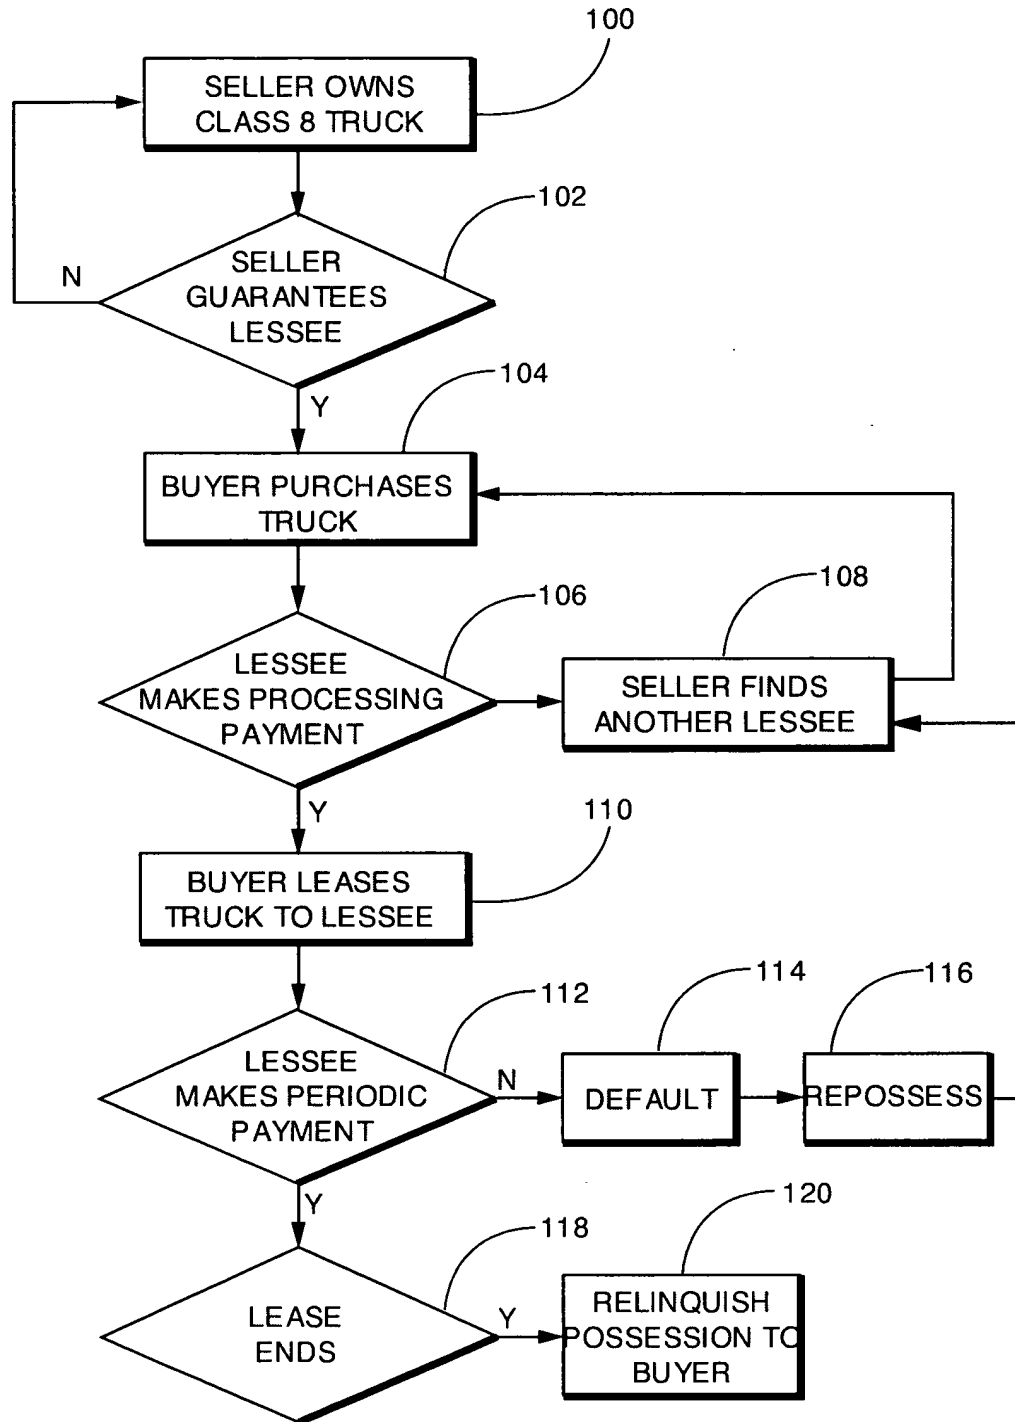 100
SELLER OWNS
CLASS 8 TRUCK
102
SELLER
GUARANTEES
LESSEE
N
Y
104
BUYER PURCHASES
TRUCK
106
LESSEE
MAKES PROCESSING
PAYMENT
108
SELLER FINDS
ANOTHER LESSEE
Y
110
BUYER LEASES
TRUCK TO LESSEE
112
LESSEE
MAKES PERIODIC
PAYMENT
N
114
DEFAULT
116
REPOSSESS
Y
118
LEASE
ENDS
Y
120
RELINQUISH
POSSESSION TO
BUYER